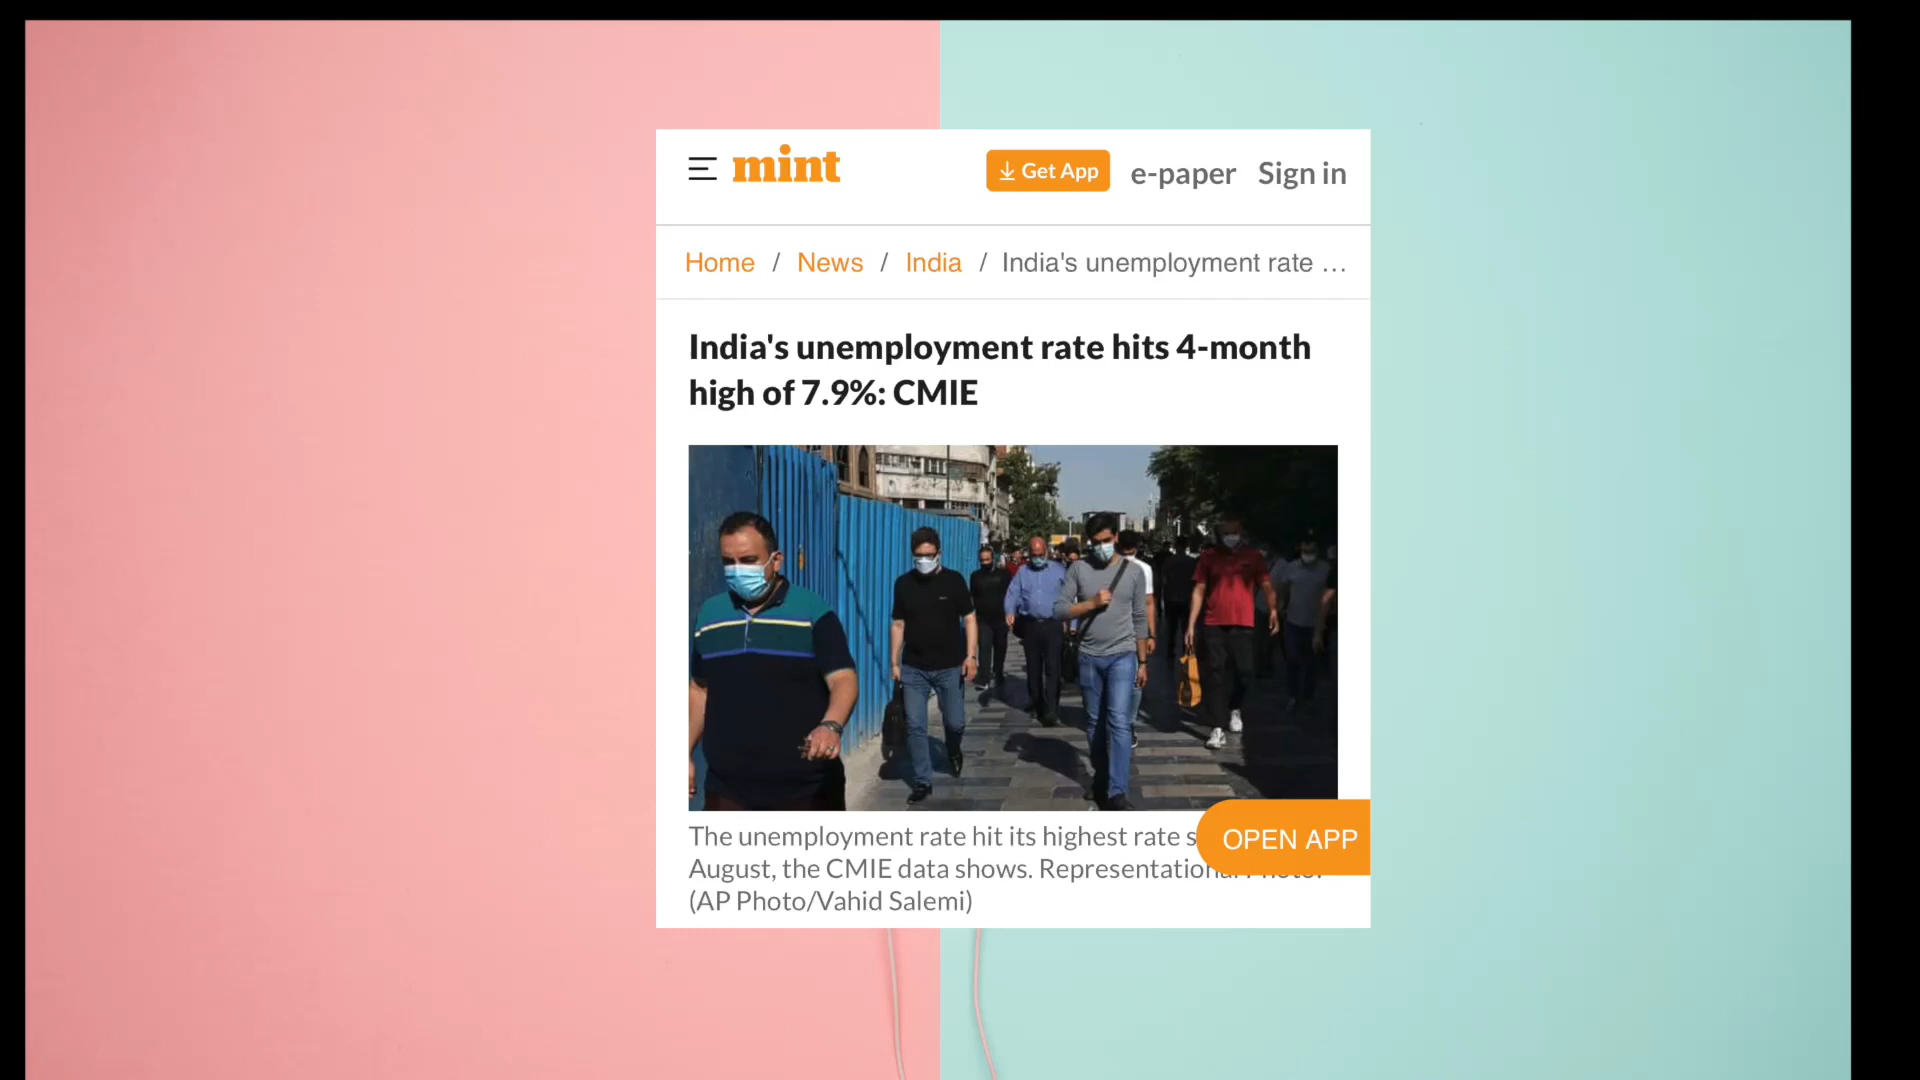 mint
Get App
e-paper
Sign in
Home / News / India / India's unemployment rate ...
India's unemployment rate hits 4-month
high of 7.9%: CMIE
The unemployment rate hit its highest rate
OPEN APP
August, the CMIE data shows. Representational
(AP Photo/Vahid Salemi)